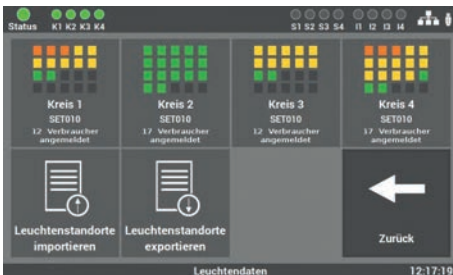 Status K1 K2 K3 K4 S1 S2 S3 S4 I1 I2 I3 I4
Kreis 1
SET010
12 Verbraucher
angemeldet
Kreis 2
SET010
17 Verbraucher
angemeldet
Kreis 3
SET010
12 Verbraucher
angemeldet
Kreis 4
SET010
17 Verbraucher
angemeldet
Leuchtenstandorte
importieren
Leuchtenstandorte
exportieren
Zurück
Leuchtendaten 12:17:19